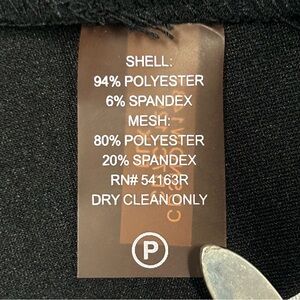 SHELL:
94% POLYESTER
6% SPANDEX
MESH:
80% POLYESTER
20% SPANDEX
RN# 54163R
DRY CLEAN ONLY
P